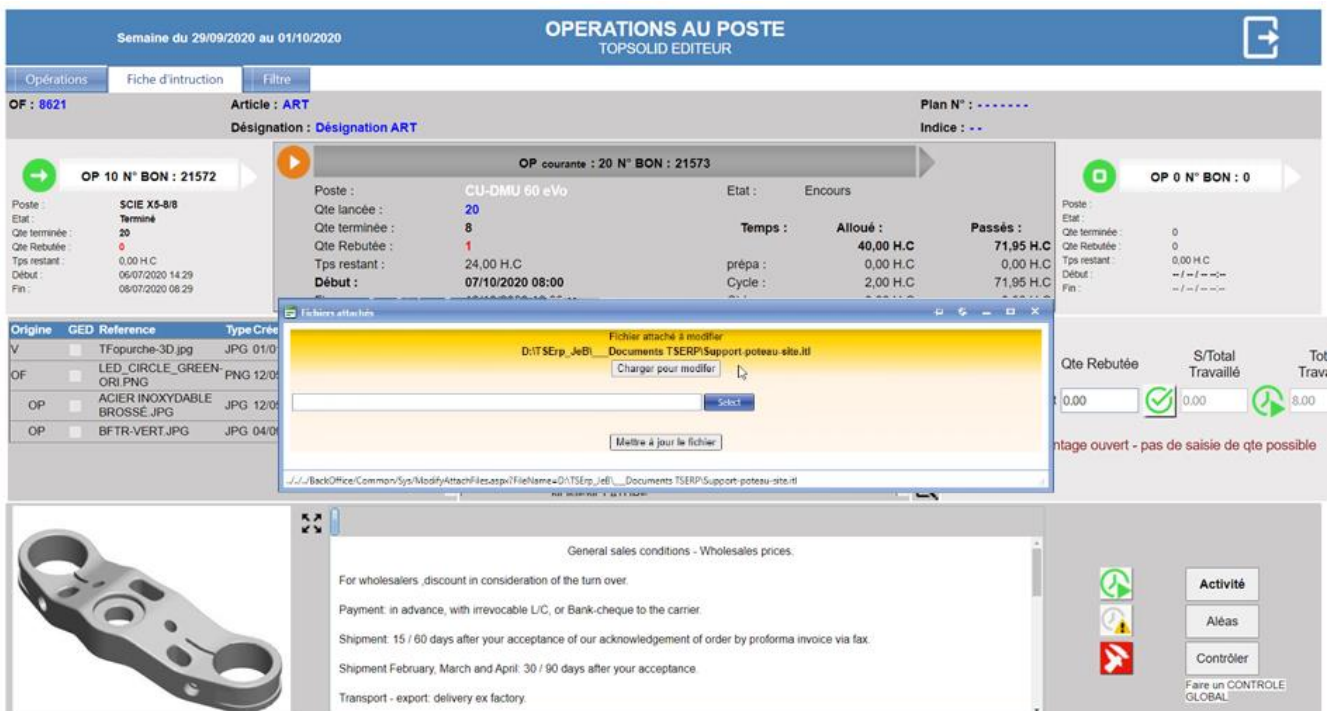 Semaine du 29/09/2020 au 01/10/2020
OPERATIONS AU POSTE
TOPSOLID EDITEUR
Opérations
Fiche d'intruction
Filtre
OF : 8621
Article : ART
Plan N° : - - - - - - -
Désignation : Désignation ART
Indice : - -
OP 10 N° BON : 21572
Poste : SCIE X5-8/8
Etat : Terminé
Qte terminée : 20
Qte Rebutée : 0
Tps restant : 0,00 H.C
Début : 06/07/2020 14:29
Fin : 08/07/2020 08:29
OP courante : 20 N° BON : 21573
Poste : CU-DMU 60 eVo
Etat : Encours
Qte lancée : 20
Qte terminée : 8
Temps : Alloué : Passés :
Qte Rebutée : 1
40,00 H.C 71,95 H.C
Tps restant : 24,00 H.C
prépa : 0,00 H.C 0,00 H.C
Début : 07/10/2020 08:00
Cycle : 2,00 H.C 71,95 H.C
OP 0 N° BON : 0
Poste :
Etat :
Qte terminée : 0
Qte Rebutée : 0
Tps restant : 0,00 H.C
Début : --/--/-- --:--
Fin : --/--/-- --:--
Origine GED Reference Type Crée
V TFopurche-3D.jpg JPG 01/0
OF LED_CIRCLE_GREEN-ORI.PNG PNG 12/05
OP ACIER INOXYDABLE BROSSÉ.JPG JPG 12/05
OP BFTR-VERT.JPG JPG 04/09
Fichiers attachés
Fichier attaché à modifier
D:\TSErp_JeB\___Documents TSERP\Support-poteau-site.itl
Charger pour modifer
Select
Mettre à jour le fichier
../../../BackOffice/Common/Sys/ModifyAttachFiles.aspx?FileName=D:\TSErp_JeB\___Documents TSERP\Support-poteau-site.itl
Qte Rebutée
S/Total Travaillé
Tot
Trava
0.00
0.00
8.00
ntage ouvert - pas de saisie de qte possible
General sales conditions - Wholesales prices.
For wholesalers ,discount in consideration of the turn over.
Payment: in advance, with irrevocable L/C, or Bank-cheque to the carrier.
Shipment: 15 / 60 days after your acceptance of our acknowledgement of order by proforma invoice via fax.
Shipment February, March and April: 30 / 90 days after your acceptance.
Transport - export: delivery ex factory.
Activité
Aléas
Contrôler
Faire un CONTROLE
GLOBAL